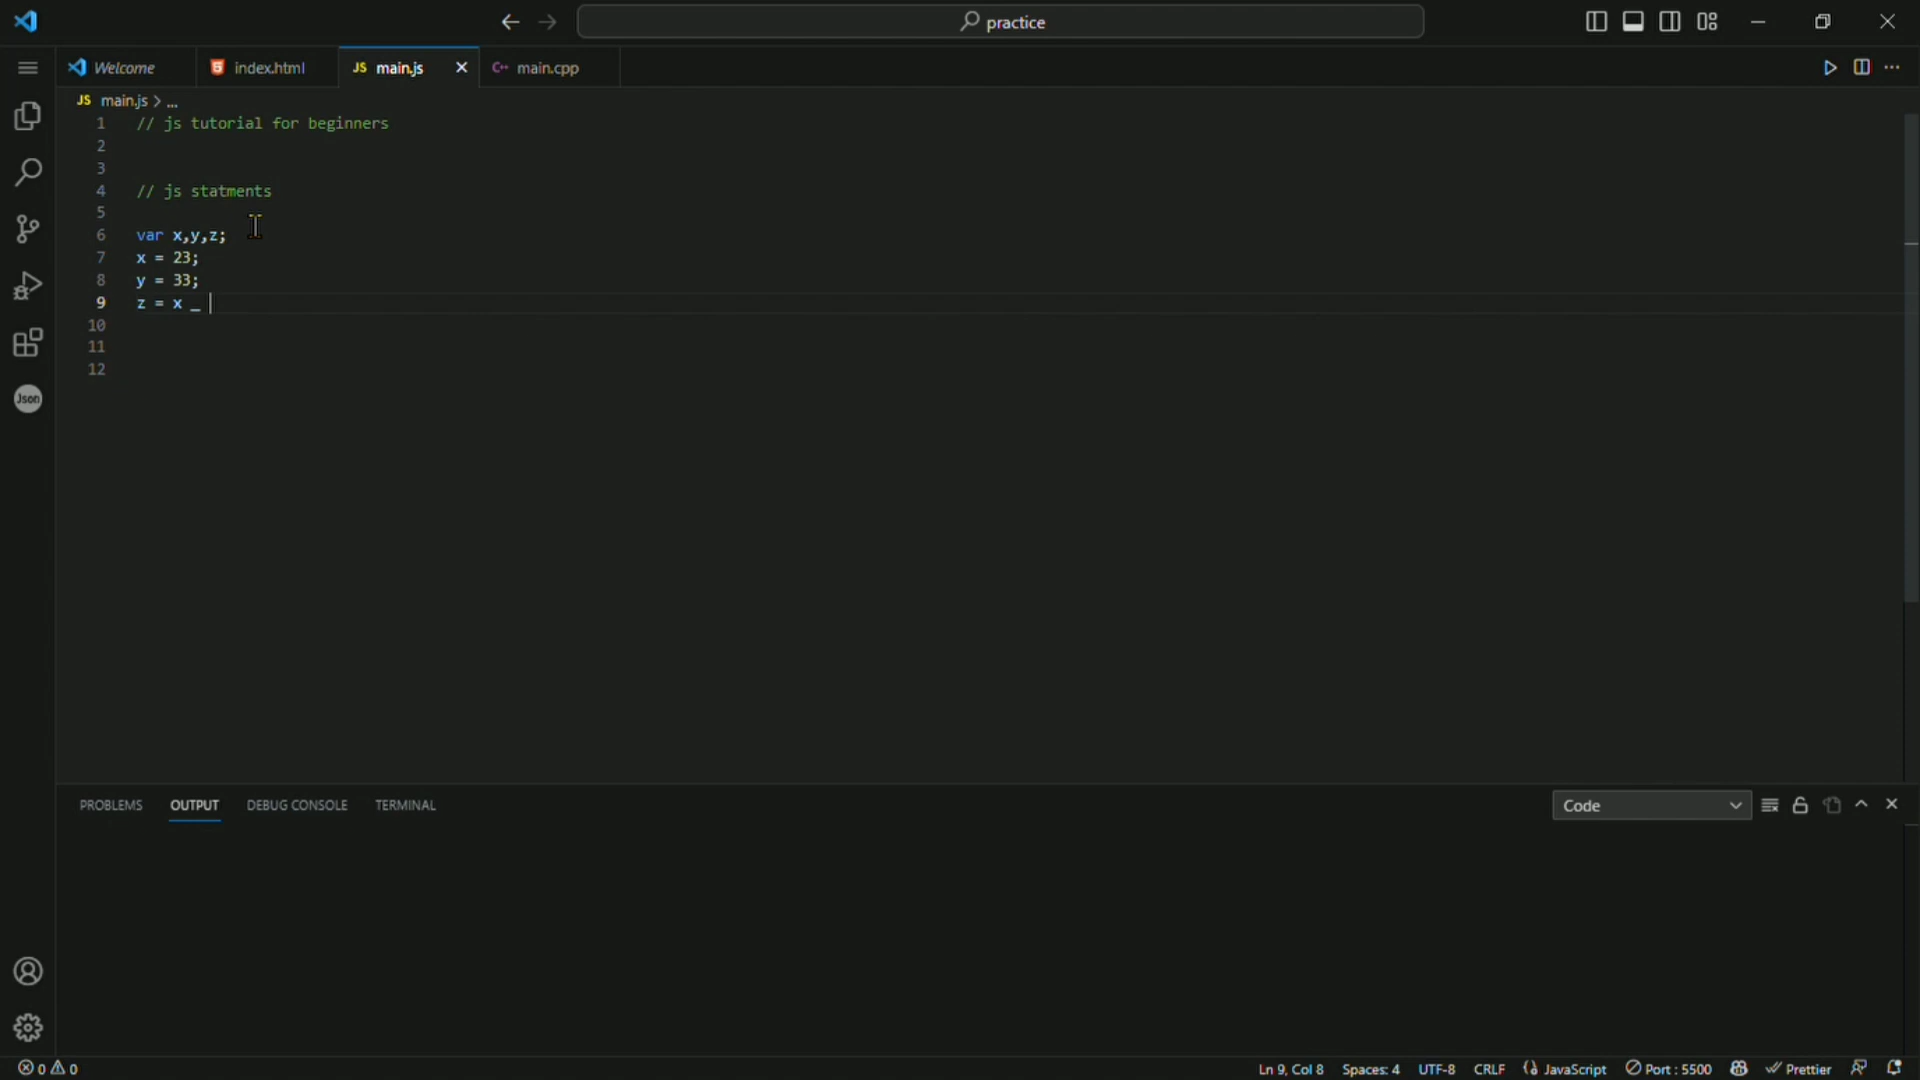 practice
Welcome
index.html
JS main.js
main.cpp
JS main.js > ...
1 // js tutorial for beginners
2
3
4 // js statments
5
6 var x,y,z;
7 x = 23;
8 y = 33;
9 z = x _
10
11
12
Json
PROBLEMS OUTPUT DEBUG CONSOLE TERMINAL
Code
0 0
Ln 9, Col 8 Spaces: 4 UTF-8 CRLF JavaScript Port : 5500 Prettier